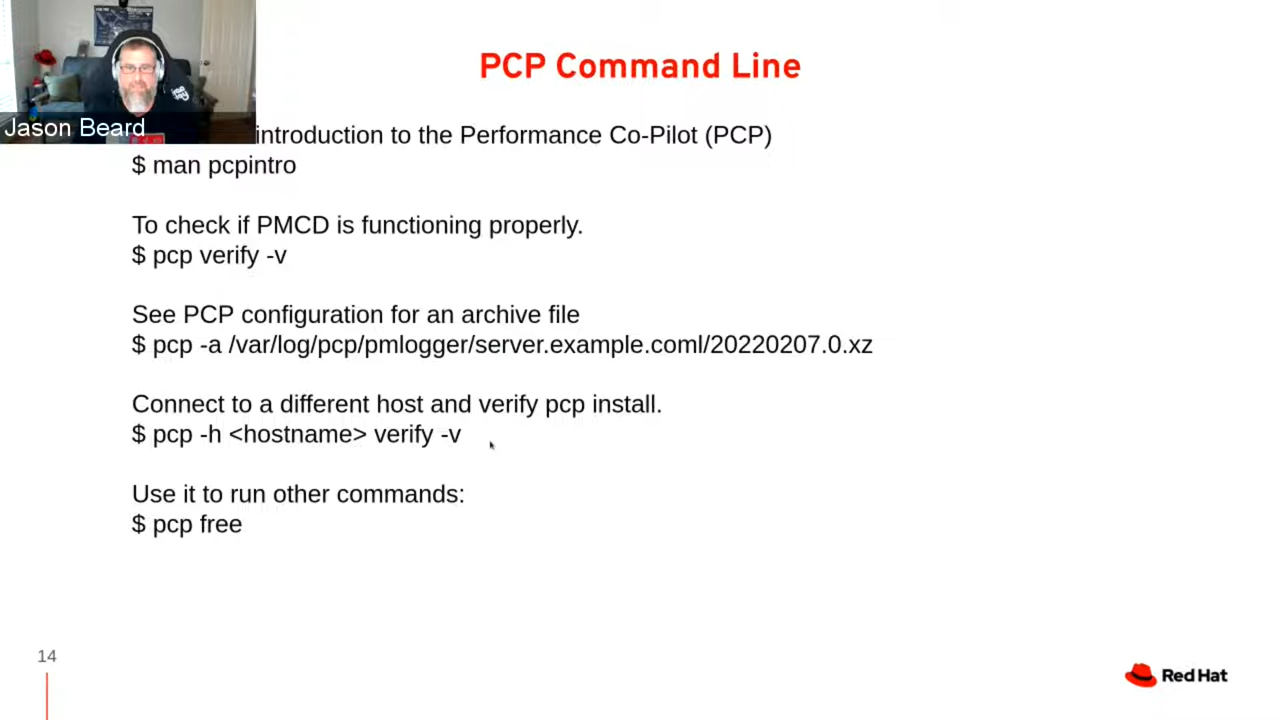 PCP Command Line
Jason Beard
introduction to the Performance Co-Pilot (PCP)
$ man pcpintro
To check if PMCD is functioning properly.
$ pcp verify -v
See PCP configuration for an archive file
$ pcp -a /var/log/pcp/pmlogger/server.example.coml/20220207.0.xz
Connect to a different host and verify pcp install.
$ pcp -h <hostname> verify -v
Use it to run other commands:
$ pcp free
14
Red Hat